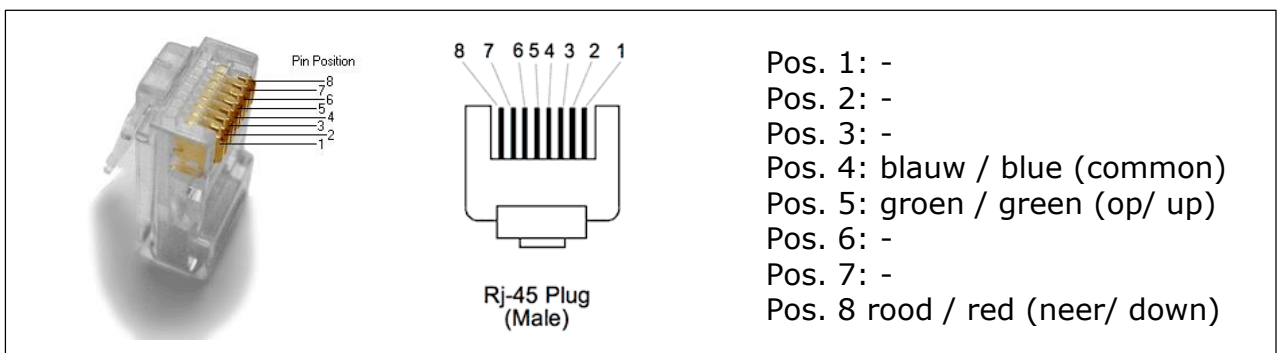 Pin Position
8
7
6
5
4
3
2
1
8 7 6 5 4 3 2 1
Rj-45 Plug
(Male)
Pos. 1: -
Pos. 2: -
Pos. 3: -
Pos. 4: blauw / blue (common)
Pos. 5: groen / green (op/ up)
Pos. 6: -
Pos. 7: -
Pos. 8 rood / red (neer/ down)